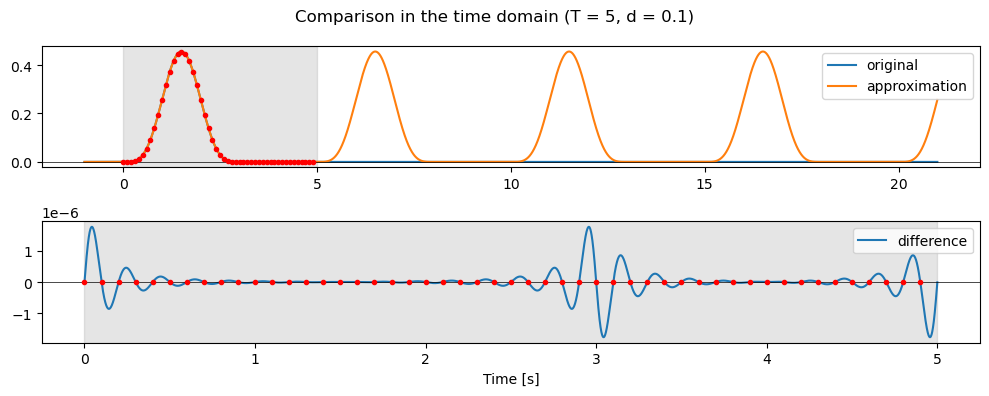 Comparison in the time domain (T = 5, d = 0.1)
0.4
0.2
0.0
original
approximation
0 5 10 15 20
1e−6
1
0
−1
difference
0 1 2 3 4 5
Time [s]